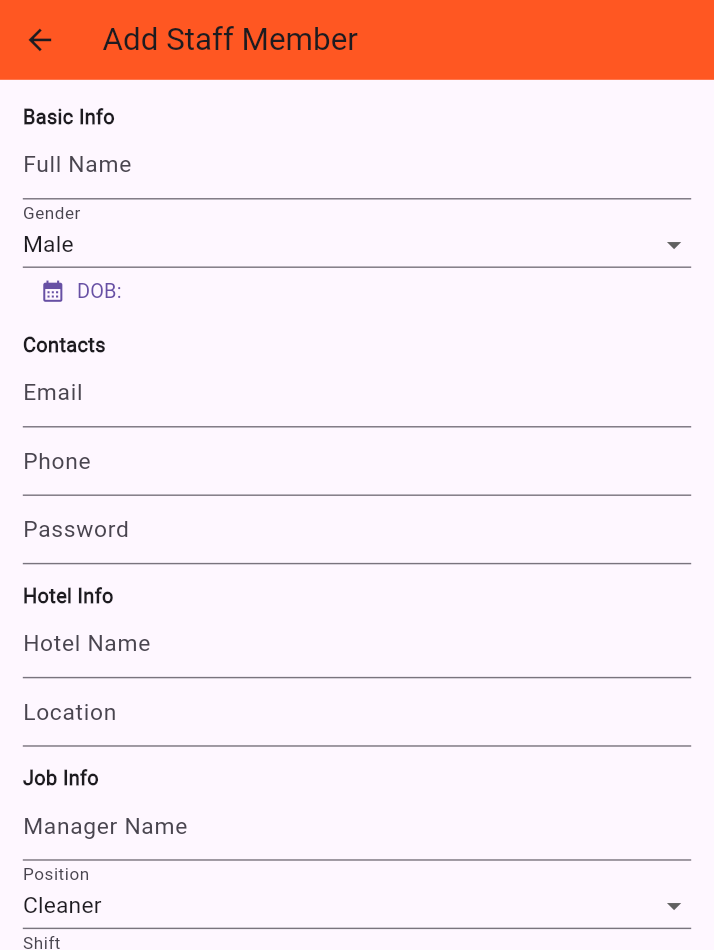 Add Staff Member
Basic Info
Full Name
Gender
Male
DOB:
Contacts
Email
Phone
Password
Hotel Info
Hotel Name
Location
Job Info
Manager Name
Position
Cleaner
Shift